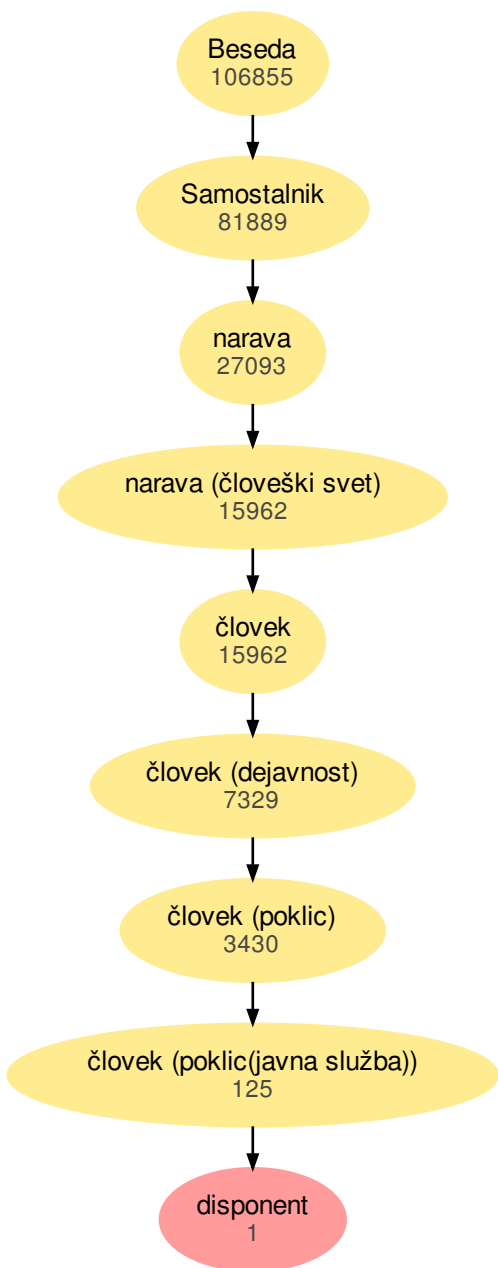 Beseda
106855
Samostalnik
81889
narava
27093
narava (človeški svet)
15962
človek
15962
človek (dejavnost)
7329
človek (poklic)
3430
človek (poklic(javna služba))
125
disponent
1